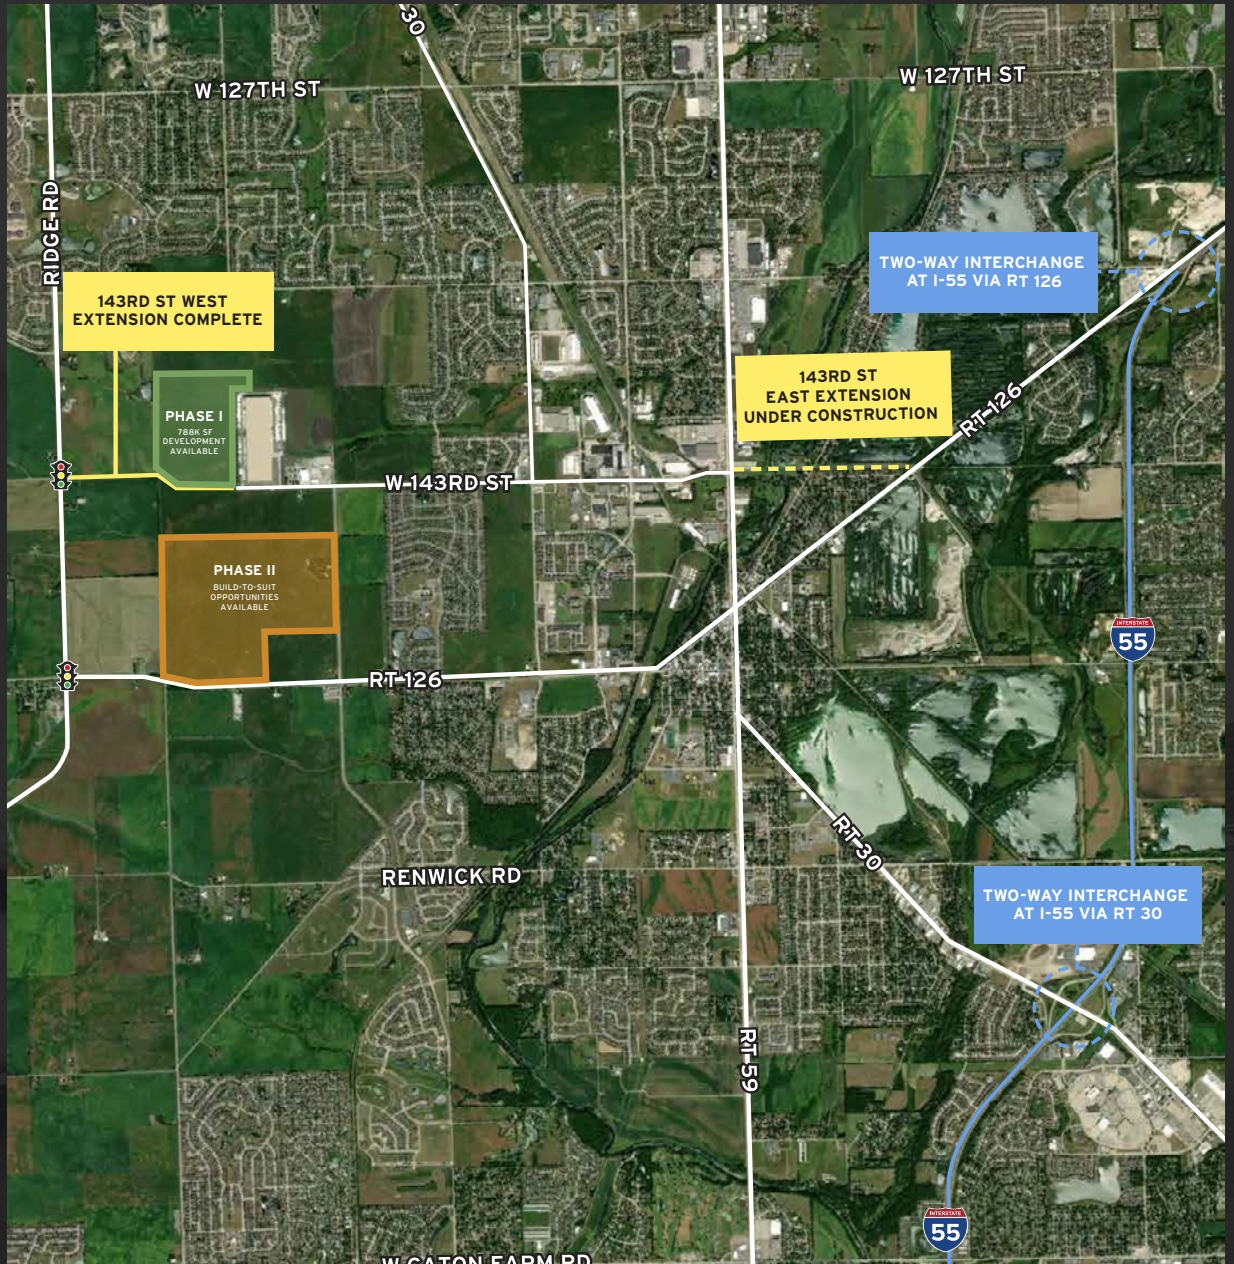 30
W 127TH ST
W 127TH ST
RIDGE RD
TWO-WAY INTERCHANGE
AT I-55 VIA RT 126
143RD ST WEST
EXTENSION COMPLETE
143RD ST
EAST EXTENSION
UNDER CONSTRUCTION
RT 126
PHASE I
788K SF
DEVELOPMENT
AVAILABLE
W 143RD ST
PHASE II
BUILD-TO-SUIT
OPPORTUNITIES
AVAILABLE
INTERSTATE
55
RT 126
RT 30
RENWICK RD
TWO-WAY INTERCHANGE
AT I-55 VIA RT 30
RT 59
INTERSTATE
55
W CATON FARM RD